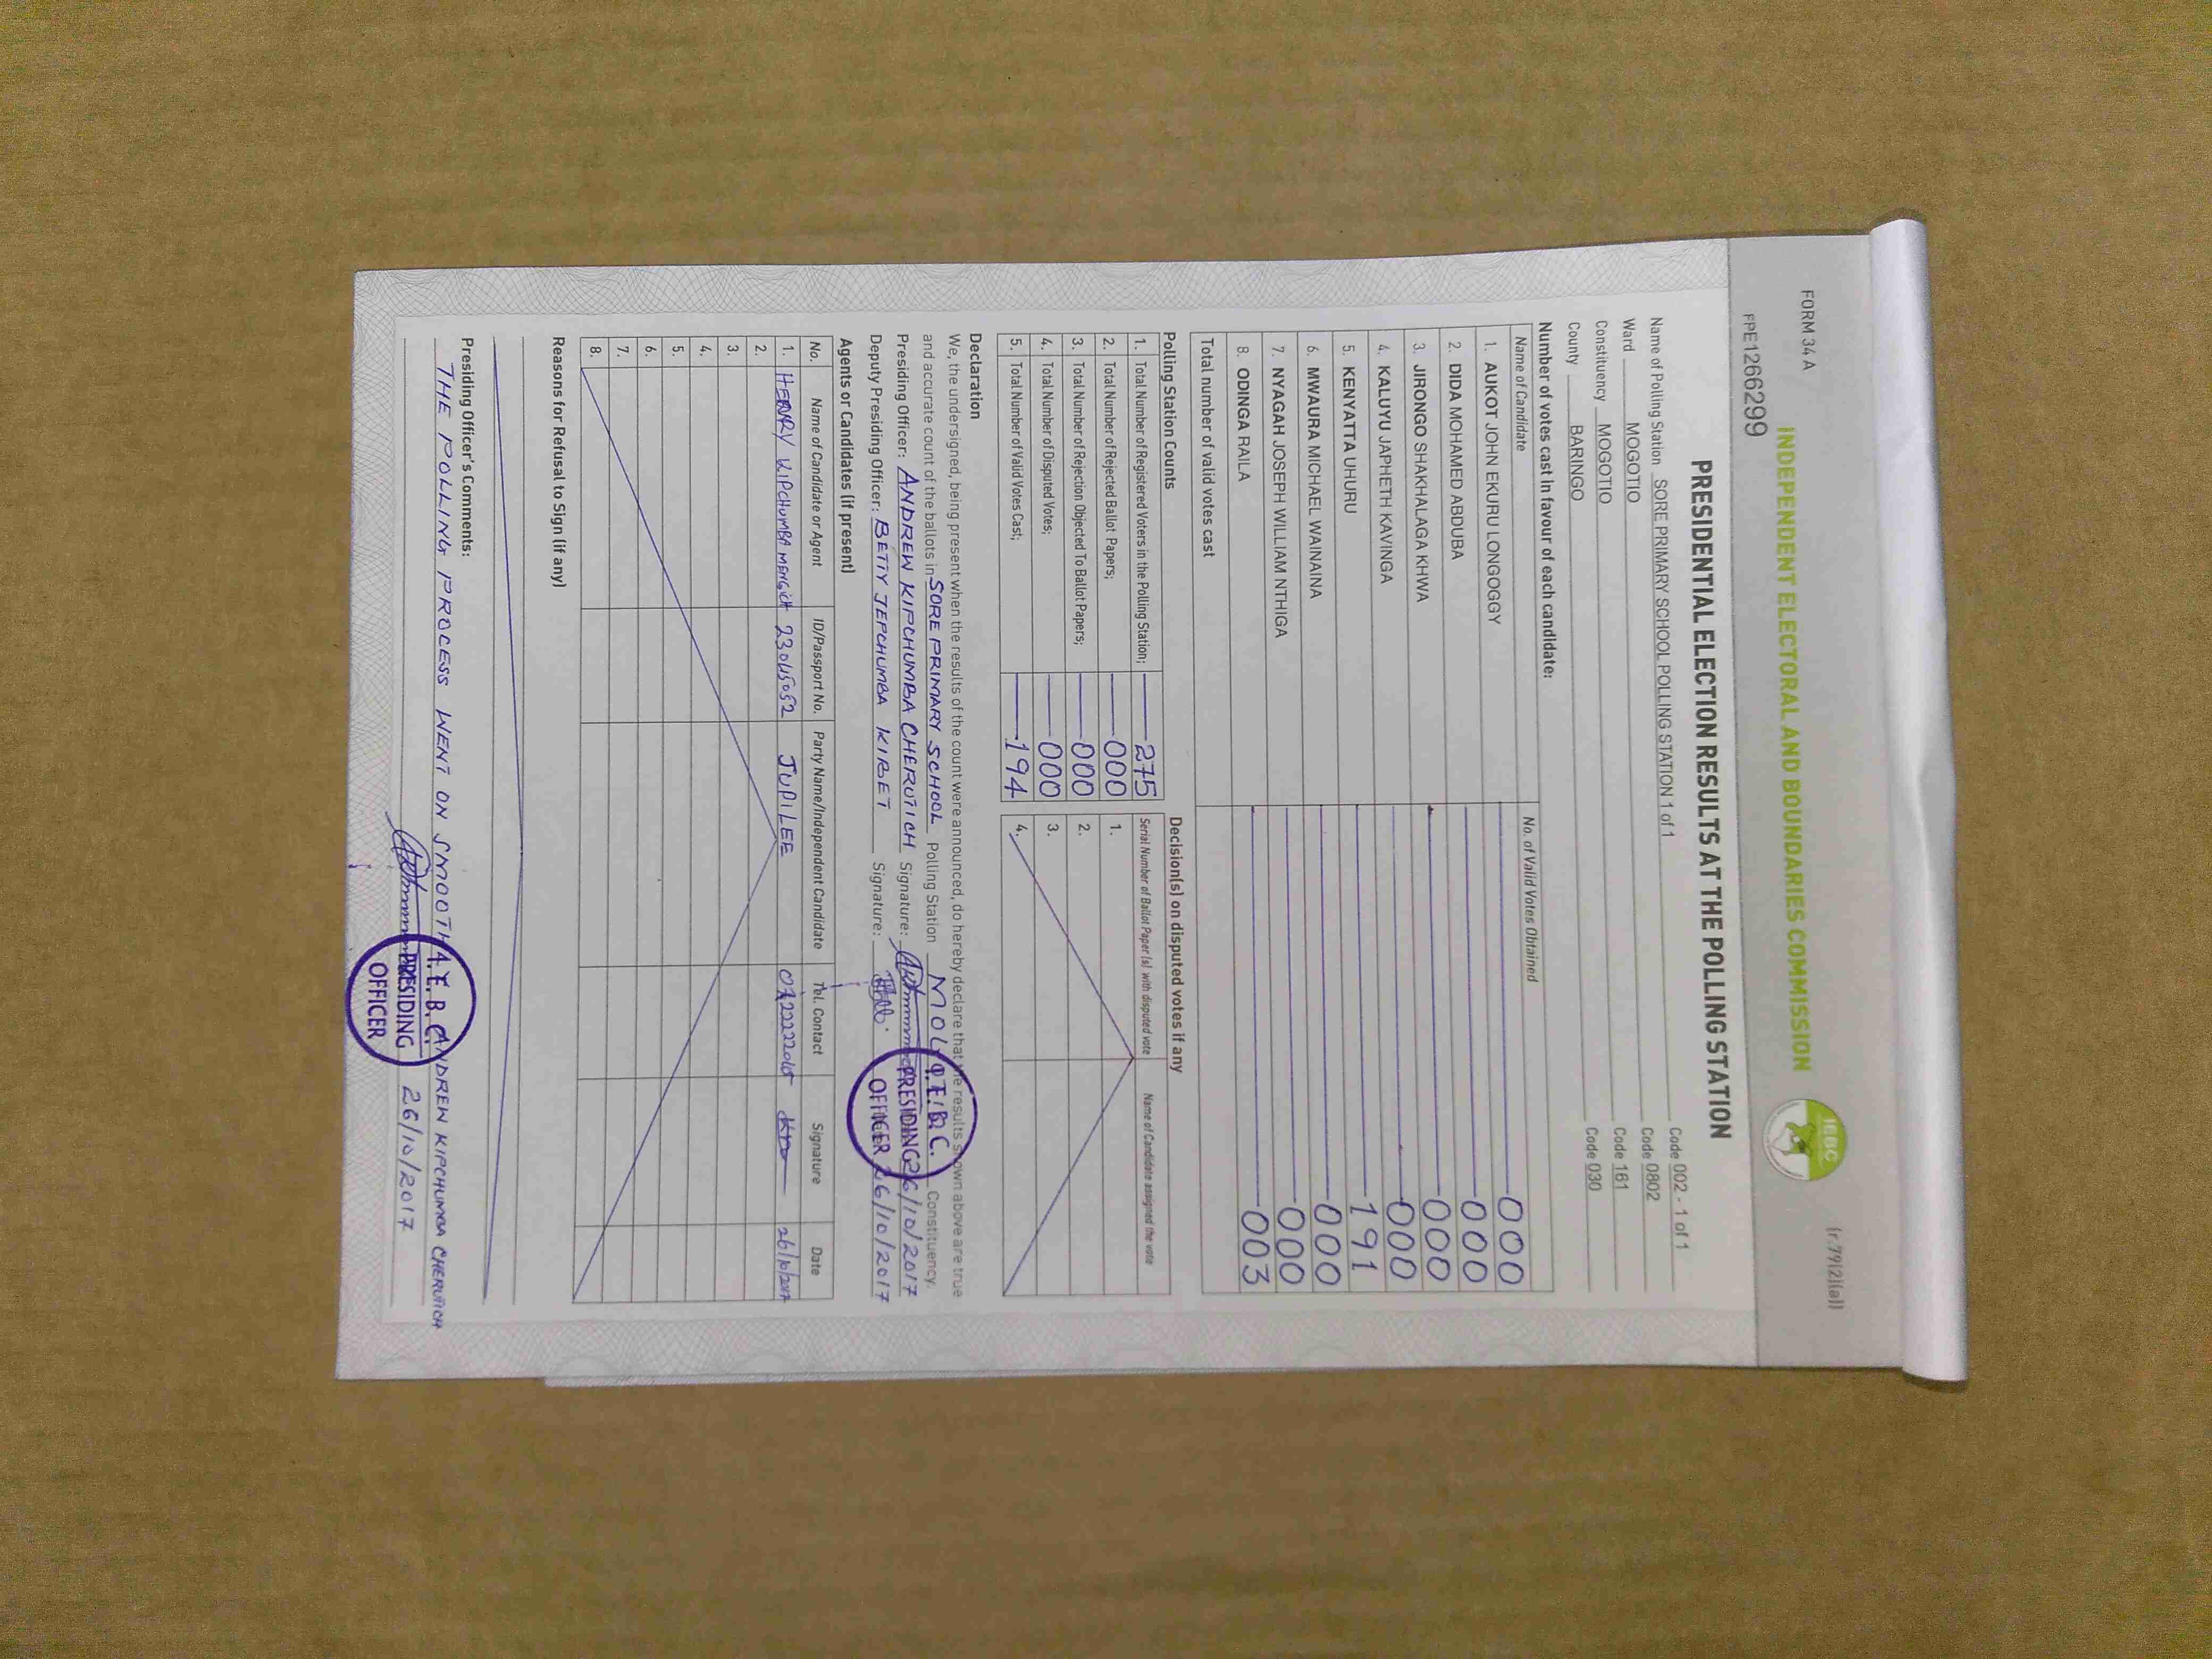 FORM 34 A
(r.79(2)(a))
INDEPENDENT ELECTORAL AND BOUNDARIES COMMISSION
IEBC
FPE1266299
PRESIDENTIAL ELECTION RESULTS AT THE POLLING STATION
Name of Polling Station SORE PRIMARY SCHOOL POLLING STATION 1 of 1 Code 002 - 1 of 1
Ward MOGOTIO Code 0802
Constituency MOGOTIO Code 161
County BARINGO Code 030
Number of votes cast in favour of each candidate:
Name of Candidate No. of Valid Votes Obtained
1. AUKOT JOHN EKURU LONGOGGY 000
2. DIDA MOHAMED ABDUBA 000
3. JIRONGO SHAKHALAGA KHWA 000
4. KALUYU JAPHETH KAVINGA 000
5. KENYATTA UHURU 191
6. MWAURA MICHAEL WAINAINA 000
7. NYAGAH JOSEPH WILLIAM NTHIGA 000
8. ODINGA RAILA 003
Total number of valid votes cast
Polling Station Counts Decision(s) on disputed votes if any
1. Total Number of Registered Voters in the Polling Station; 275 Serial Number of Ballot Paper (s) with disputed vote Name of Candidate assigned the vote
2. Total Number of Rejected Ballot Papers; 000 1.
3. Total Number of Rejection Objected To Ballot Papers; 000 2.
4. Total Number of Disputed Votes; 000 3.
5. Total Number of Valid Votes Cast; 194 4.
Declaration
We, the undersigned, being present when the results of the count were announced, do hereby declare that the results shown above are true
and accurate count of the ballots in SORE PRIMARY SCHOOL Polling Station Constituency.
Presiding Officer: ANDREW KIPCHUMBA CHERUTICH Signature: 26/10/2017
Deputy Presiding Officer: BETTY JEPCHUMBA KIBET Signature: 26/10/2017
PRESIDING
OFFICER
Agents or Candidates (if present)
No. Name of Candidate or Agent ID/Passport No. Party Name/Independent Candidate Tel. Contact Signature Date
1. HENRY KIPCHUMBA JUBILEE 26/10/2017
2.
3.
4.
5.
6.
7.
8.
Reasons for Refusal to Sign (if any)
Presiding Officer's Comments:
THE POLLING PROCESS WENT ON SMOOTH ANDREW KIPCHUMBA CHERUTICH
26/10/2017
I.E.B.C.
PRESIDING
OFFICER